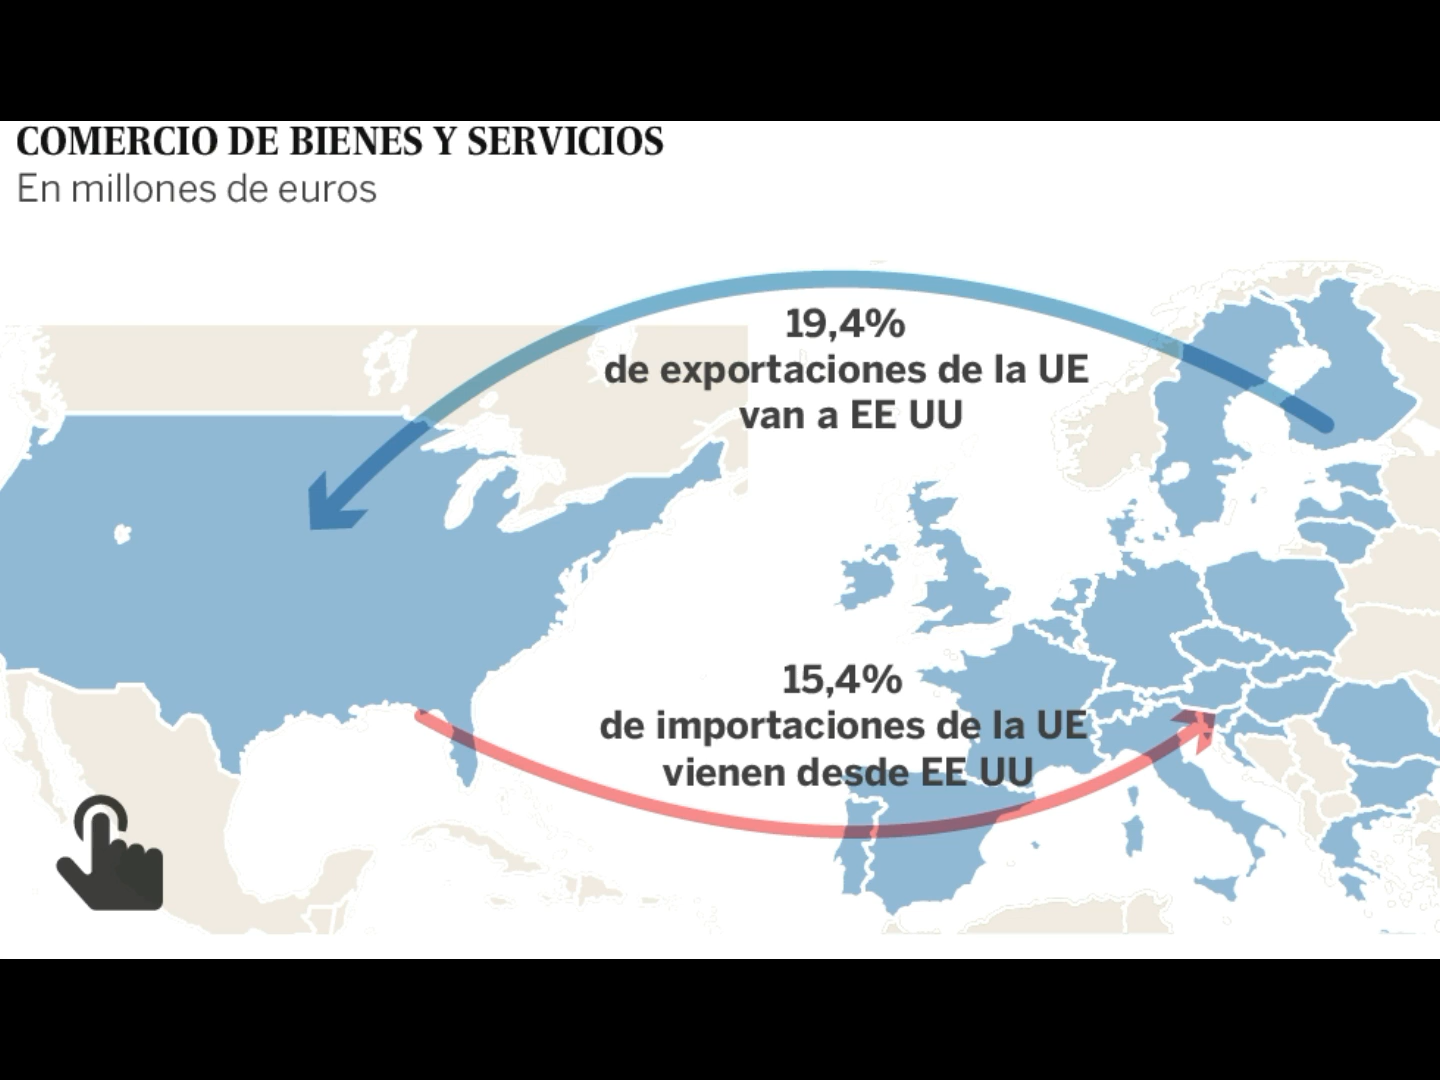 COMERCIO DE BIENES Y SERVICIOS
En millones de euros
19,4%
de exportaciones de la UE
van a EE UU
15,4%
de importaciones de la UE
vienen desde EE UU